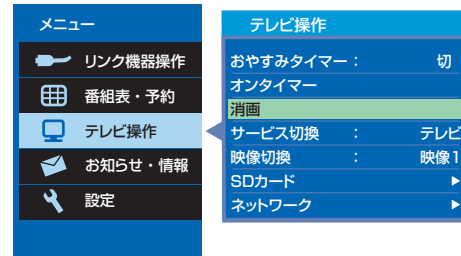 メニュー
リンク機器操作
番組表・予約
テレビ操作
お知らせ・情報
設定
テレビ操作
おやすみタイマー： 切
オンタイマー
消画
サービス切換 ： テレビ
映像切換 ： 映像1
SDカード
ネットワーク